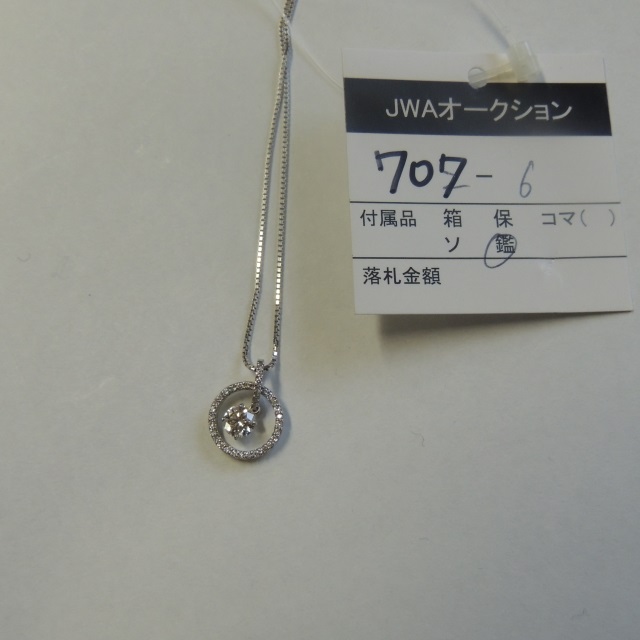 JWAオークション
707-6
付属品 箱 保 コマ( )
ソ 鑑
落札金額